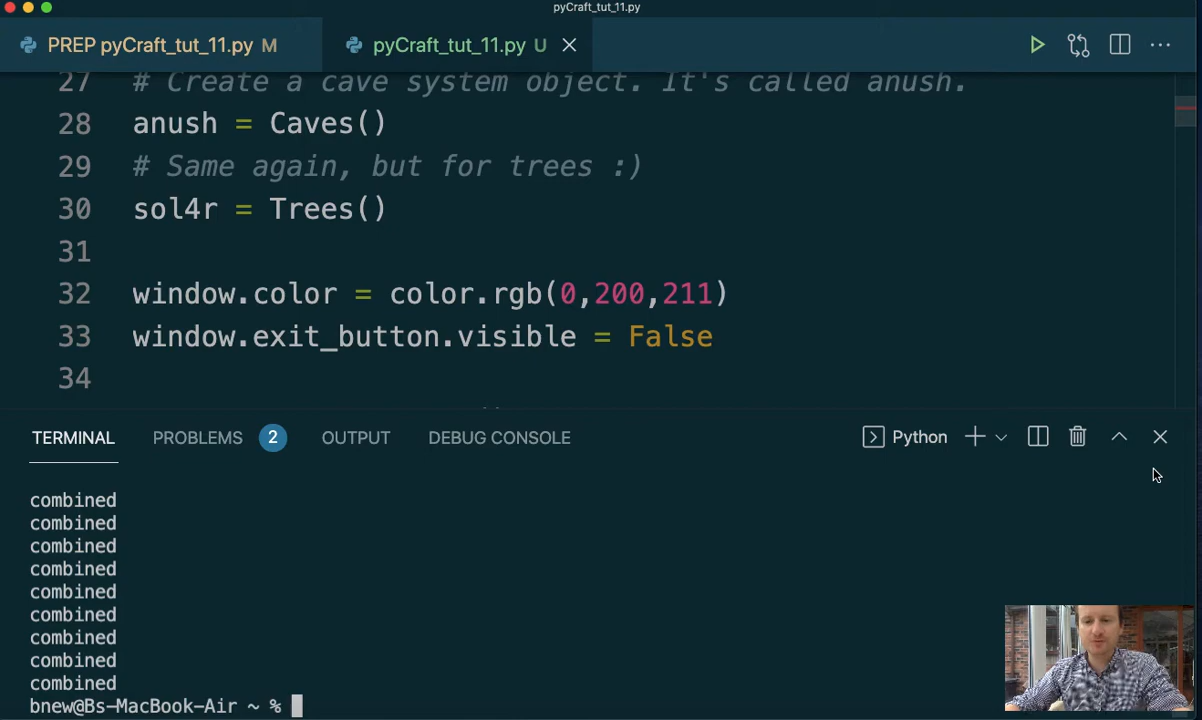 pyCraft_tut_11.py
PREP pyCraft_tut_11.py M
pyCraft_tut_11.py U
27 # Create a cave system object. It's called anush.
28 anush = Caves()
29 # Same again, but for trees :)
30 sol4r = Trees()
31
32 window.color = color.rgb(0,200,211)
33 window.exit_button.visible = False
34
TERMINAL PROBLEMS 2 OUTPUT DEBUG CONSOLE Python
combined
combined
combined
combined
combined
combined
combined
combined
combined
bnew@Bs-MacBook-Air ~ %